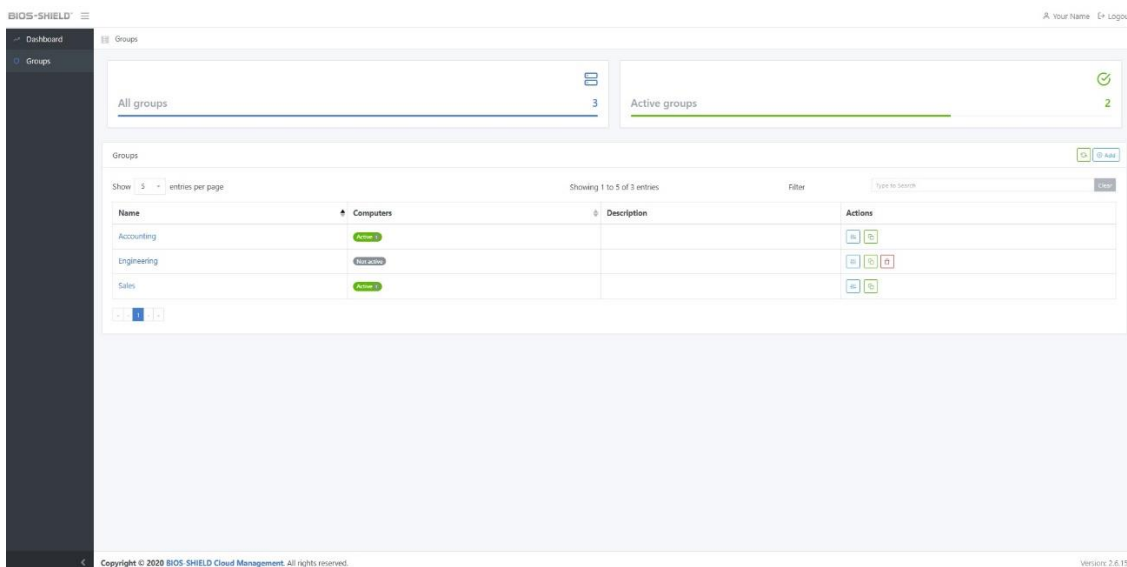 BIOS-SHIELD
Your Name Logou
Dashboard
Groups
Groups
All groups 3
Active groups 2
Groups
Add
Show 5 entries per page
Showing 1 to 5 of 3 entries
Filter
Type to Search
Clear
Name Computers Description Actions
Accounting Active 1
Engineering Not active
Sales Active 1
1
Copyright © 2020 BIOS-SHIELD Cloud Management. All rights reserved.
Version: 2.6.15